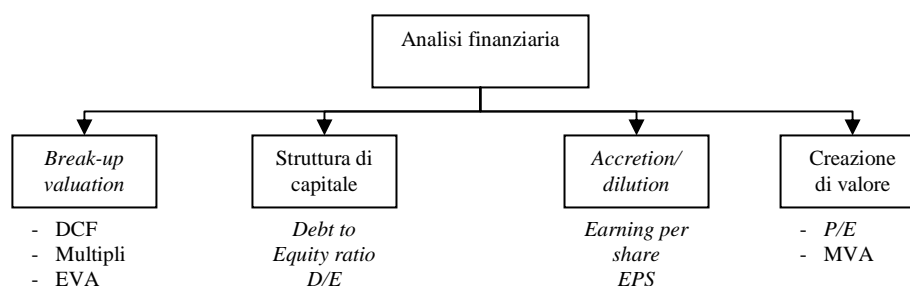 Analisi finanziaria
Break-up
valuation
Struttura di
capitale
Accretion/
dilution
Creazione
di valore
- DCF
- Multipli
- EVA
Debt to
Equity ratio
D/E
Earning per
share
EPS
- P/E
- MVA